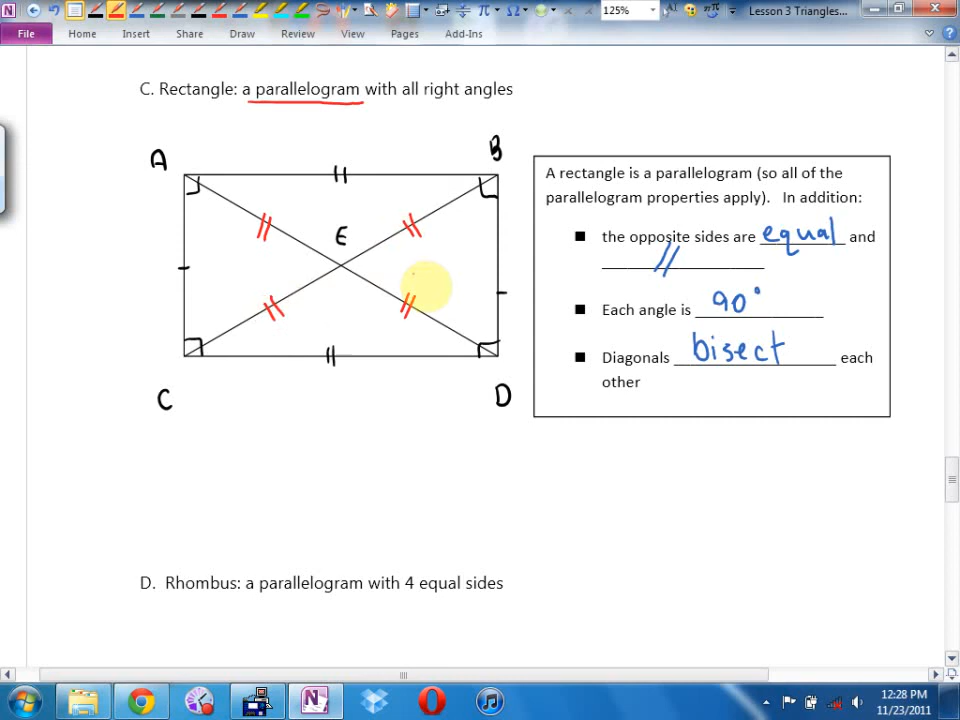 125%
Lesson 3 Triangles...
File Home Insert Share Draw Review View Pages Add-Ins
C. Rectangle: a parallelogram with all right angles
A
B
E
C
D
A rectangle is a parallelogram (so all of the
parallelogram properties apply). In addition:
■ the opposite sides are equal and
//
■ Each angle is 90°
■ Diagonals bisect each
other
D. Rhombus: a parallelogram with 4 equal sides
12:28 PM
11/23/2011